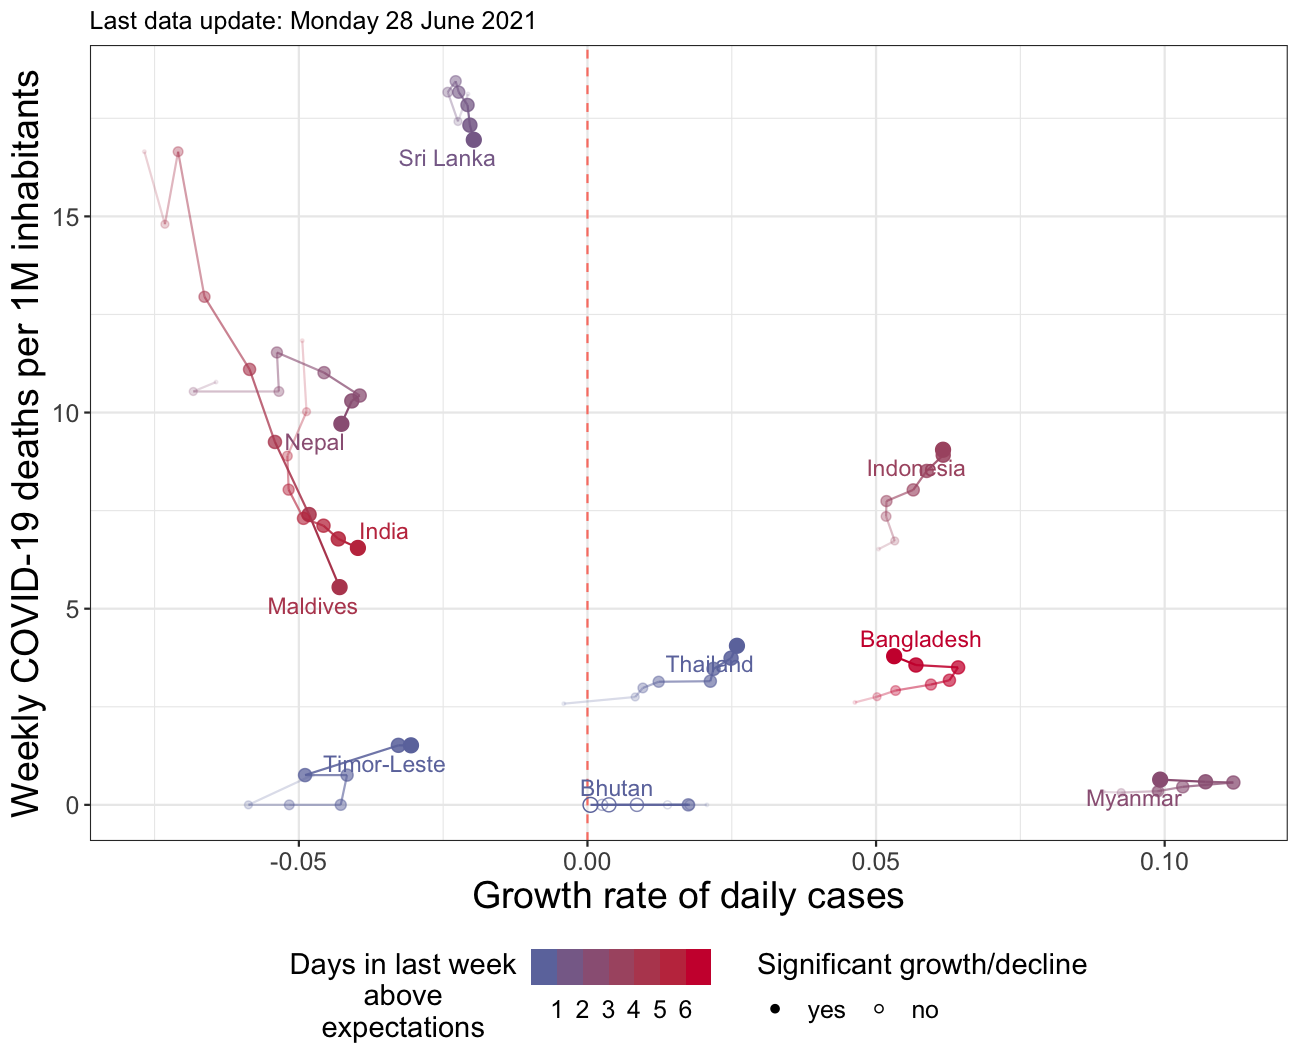 Last data update: Monday 28 June 2021
Weekly COVID-19 deaths per 1M inhabitants
15
10
5
0
Sri Lanka
Nepal
India
Maldives
Indonesia
Bangladesh
Thailand
Timor-Leste
Bhutan
Myanmar
-0.05
0.00
0.05
0.10
Growth rate of daily cases
Days in last week
above
expectations
1 2 3 4 5 6
Significant growth/decline
yes
no